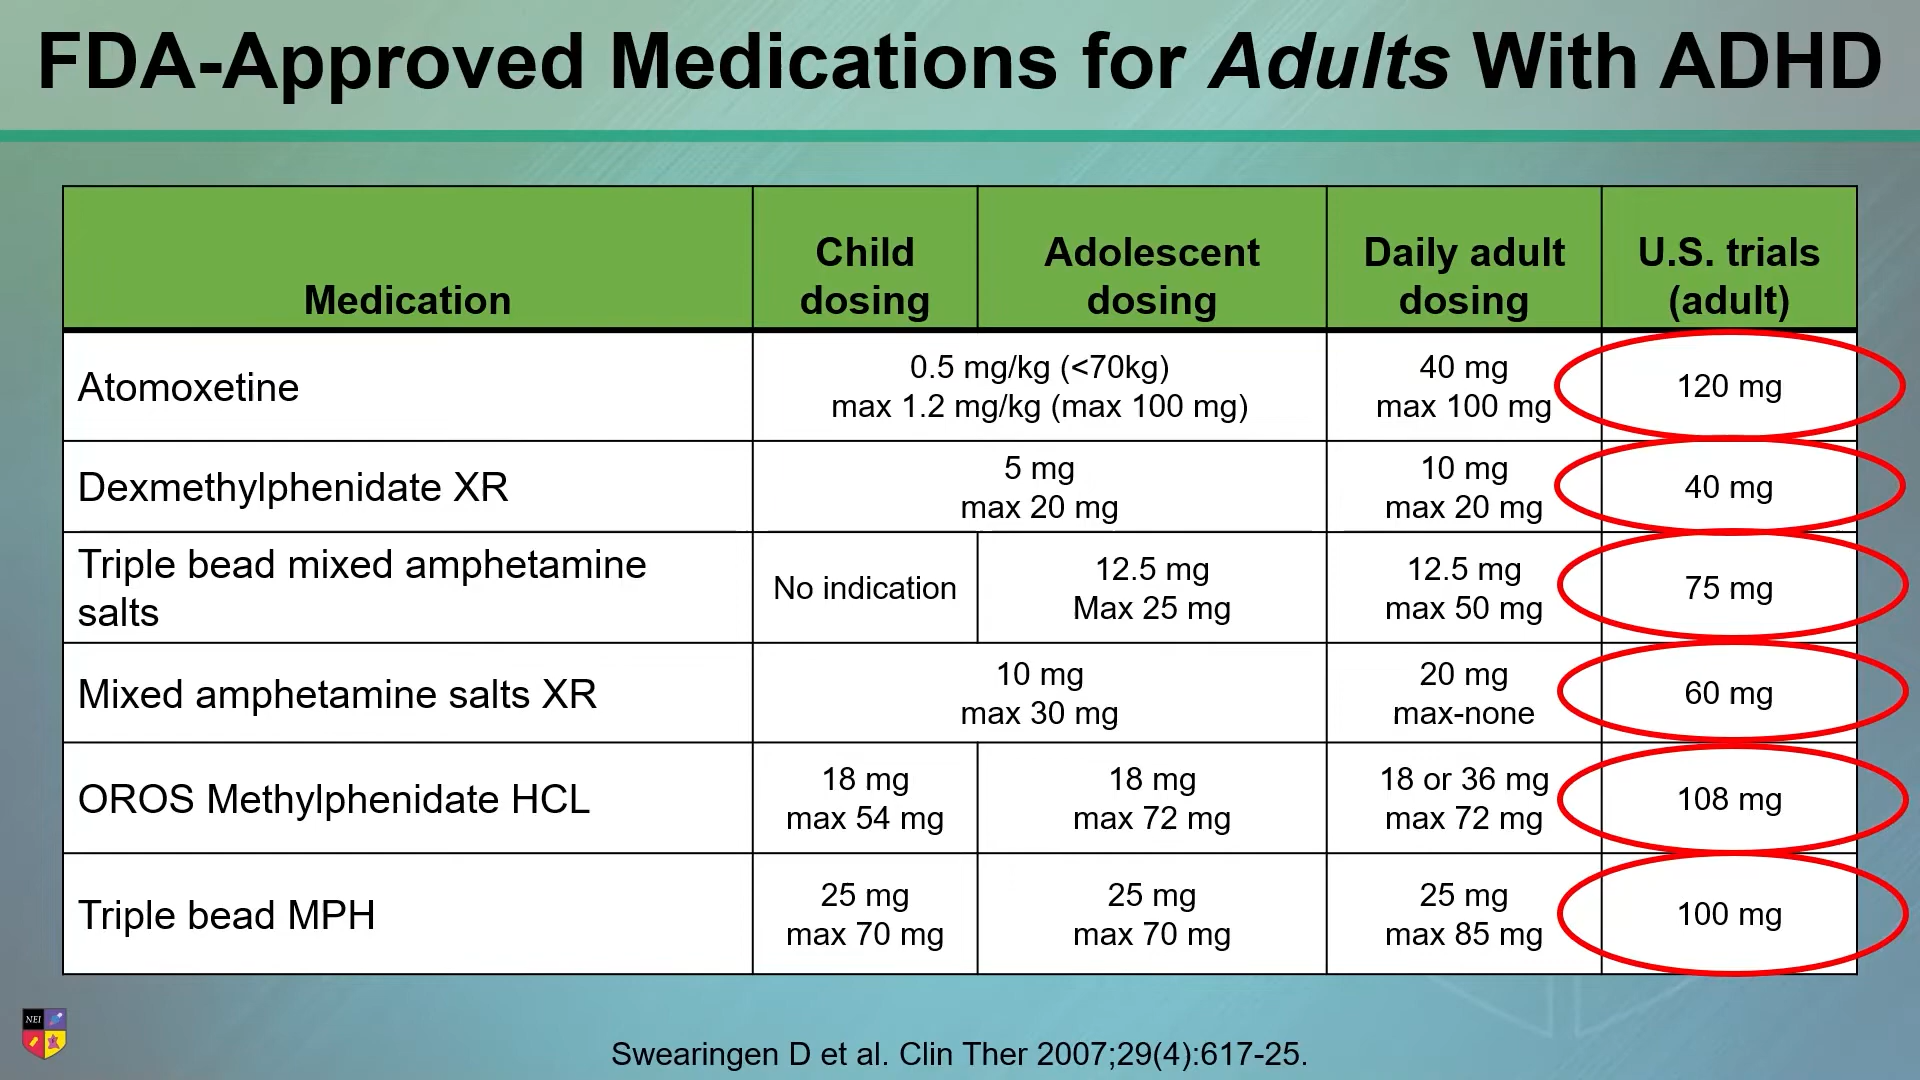 FDA-Approved Medications for Adults With ADHD
Medication
Child
dosing
Adolescent
dosing
Daily adult
dosing
U.S. trials
(adult)
Atomoxetine
0.5 mg/kg (<70kg)
max 1.2 mg/kg (max 100 mg)
40 mg
max 100 mg
120 mg
Dexmethylphenidate XR
5 mg
max 20 mg
10 mg
max 20 mg
40 mg
Triple bead mixed amphetamine
salts
No indication
12.5 mg
Max 25 mg
12.5 mg
max 50 mg
75 mg
Mixed amphetamine salts XR
10 mg
max 30 mg
20 mg
max-none
60 mg
OROS Methylphenidate HCL
18 mg
max 54 mg
18 mg
max 72 mg
18 or 36 mg
max 72 mg
108 mg
Triple bead MPH
25 mg
max 70 mg
25 mg
max 70 mg
25 mg
max 85 mg
100 mg
NEI
Swearingen D et al. Clin Ther 2007;29(4):617-25.